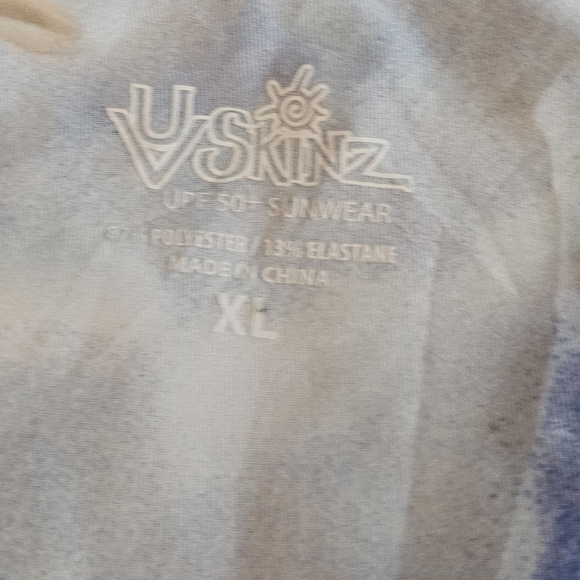 UVSKINZ
UPF 50+ SUNWEAR
POLYESTER / 13% ELASTANE
MADE IN CHINA
XL